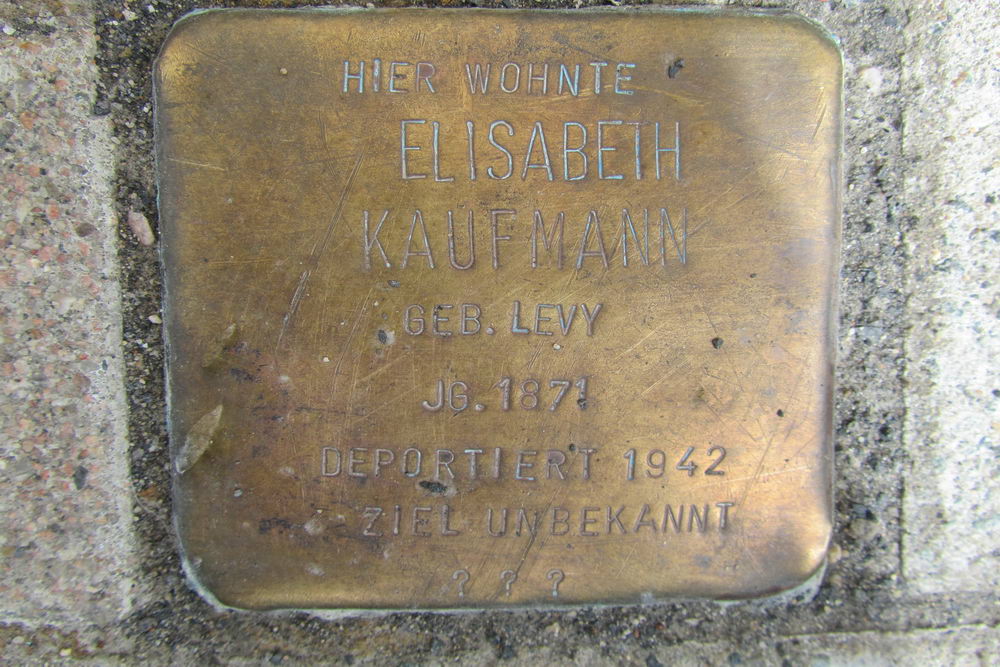 HIER WOHNTE
ELISABETH
KAUFMANN
GEB. LEVY
JG. 1871
DEPORTIERT 1942
ZIEL UNBEKANNT
? ? ?